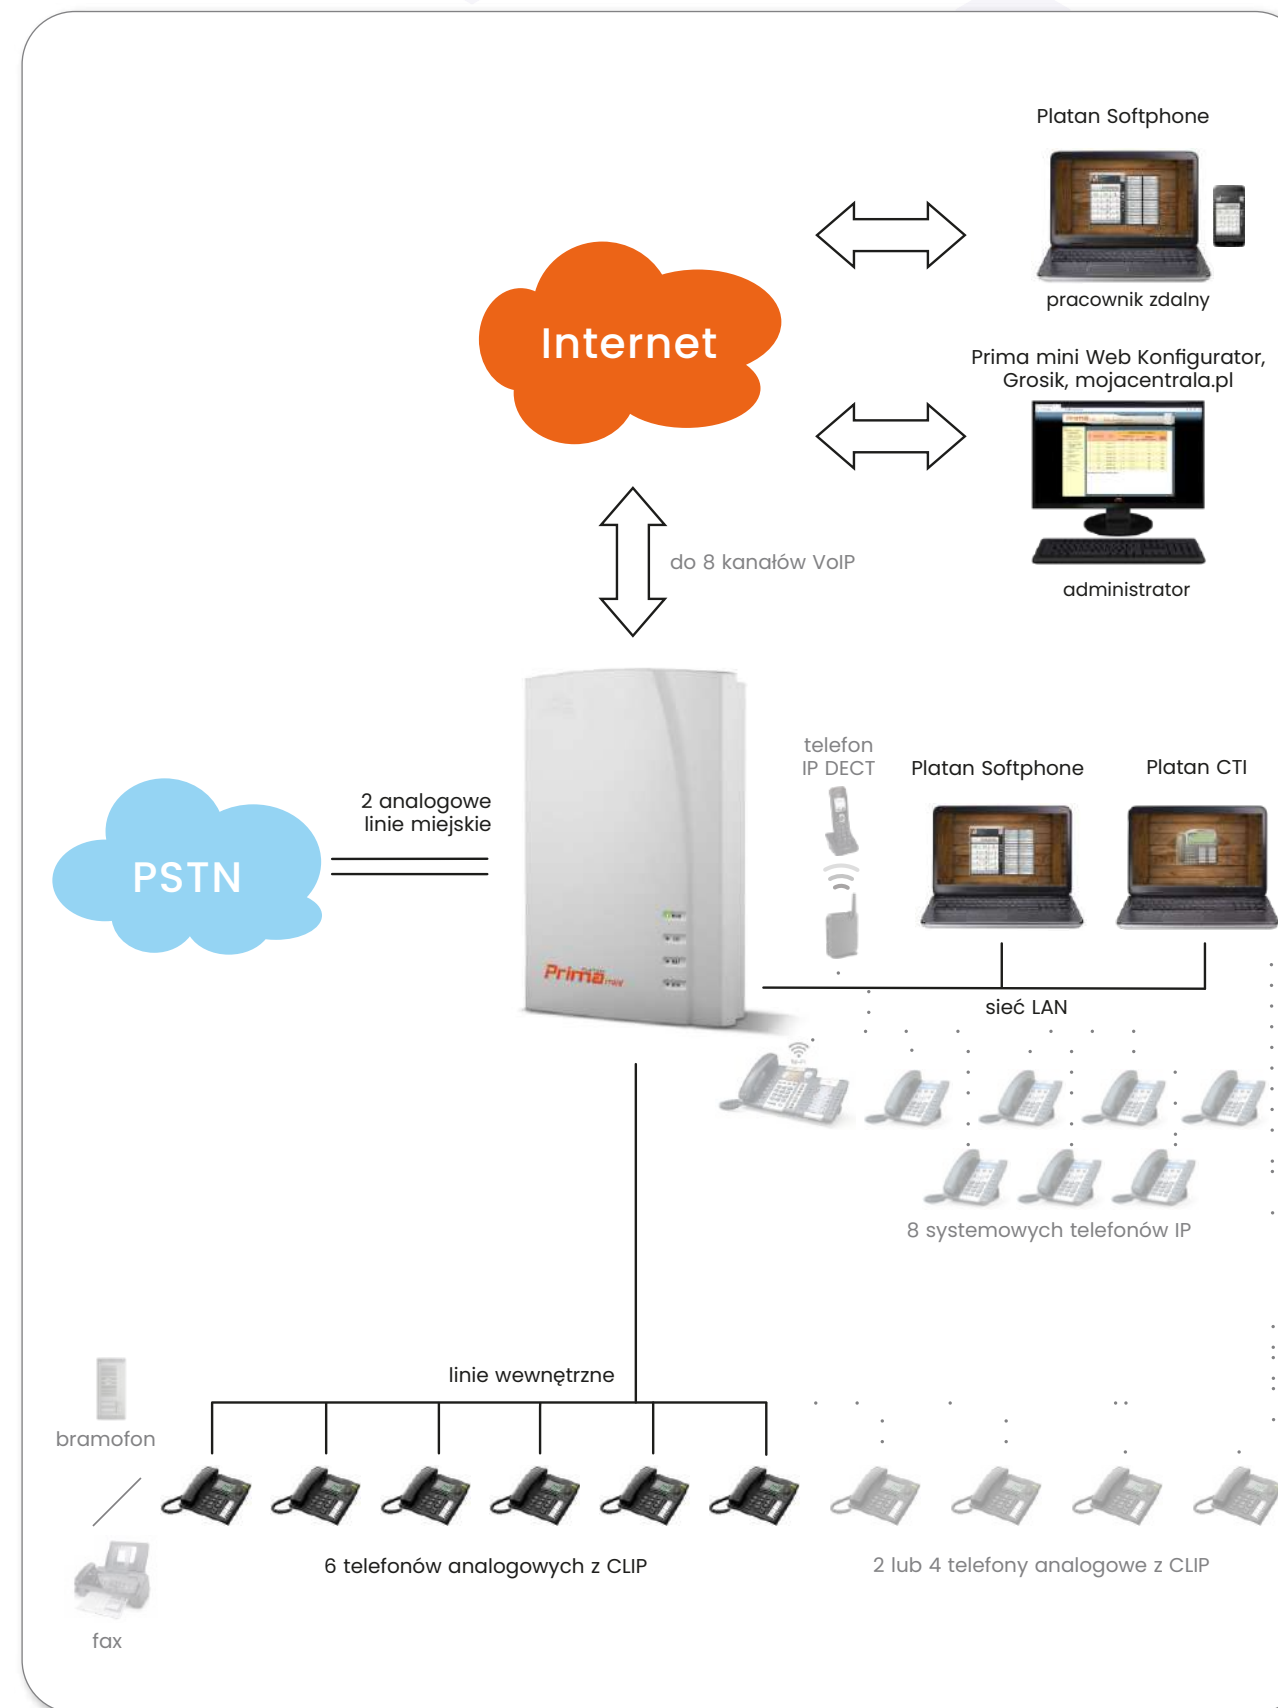 Platan Softphone
pracownik zdalny
Internet
Prima mini Web Konfigurator,
Grosik, mojacentrala.pl
administrator
do 8 kanałów VoIP
telefon
IP DECT
Platan Softphone
Platan CTI
2 analogowe
linie miejskie
PSTN
Prima mini
sieć LAN
8 systemowych telefonów IP
linie wewnętrzne
bramofon
6 telefonów analogowych z CLIP
2 lub 4 telefony analogowe z CLIP
fax